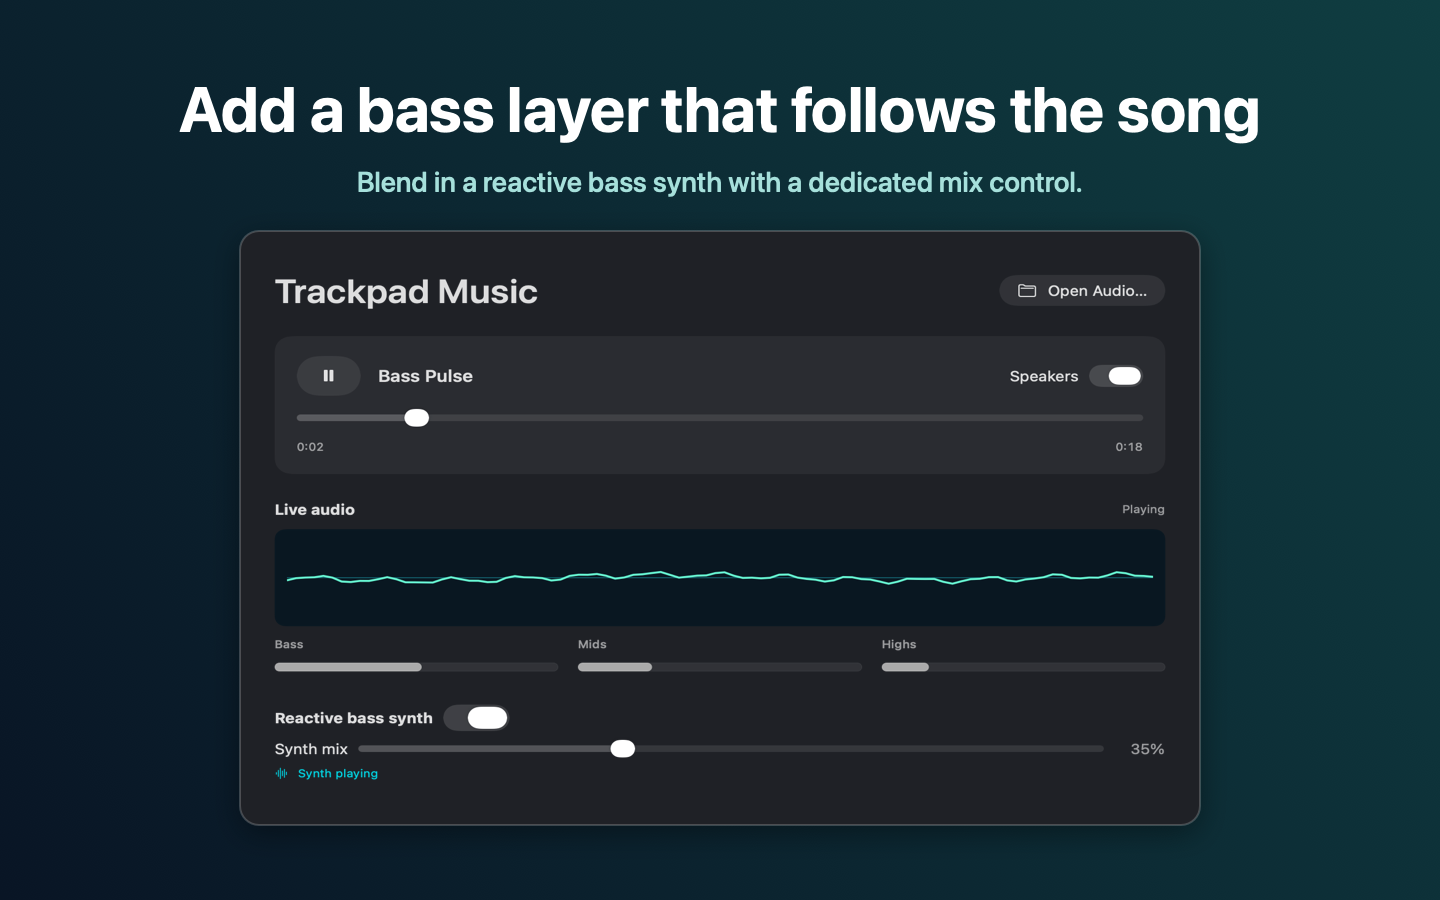 Add a bass layer that follows the song
Blend in a reactive bass synth with a dedicated mix control.
Trackpad Music
Open Audio...
Bass Pulse
Speakers
0:02
0:18
Live audio
Playing
Bass
Mids
Highs
Reactive bass synth
Synth mix
35%
Synth playing